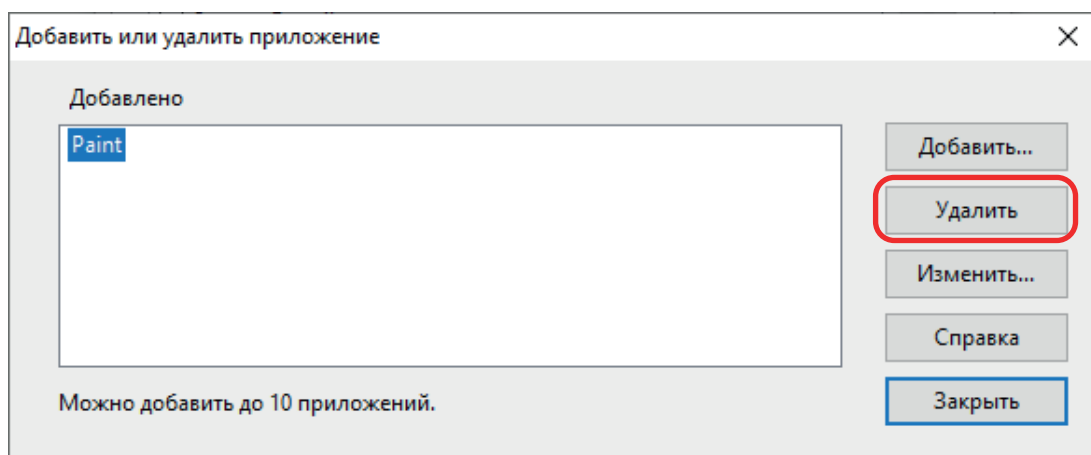 Добавить или удалить приложение
Добавлено
Paint
Добавить...
Удалить
Изменить...
Справка
Можно добавить до 10 приложений.
Закрыть